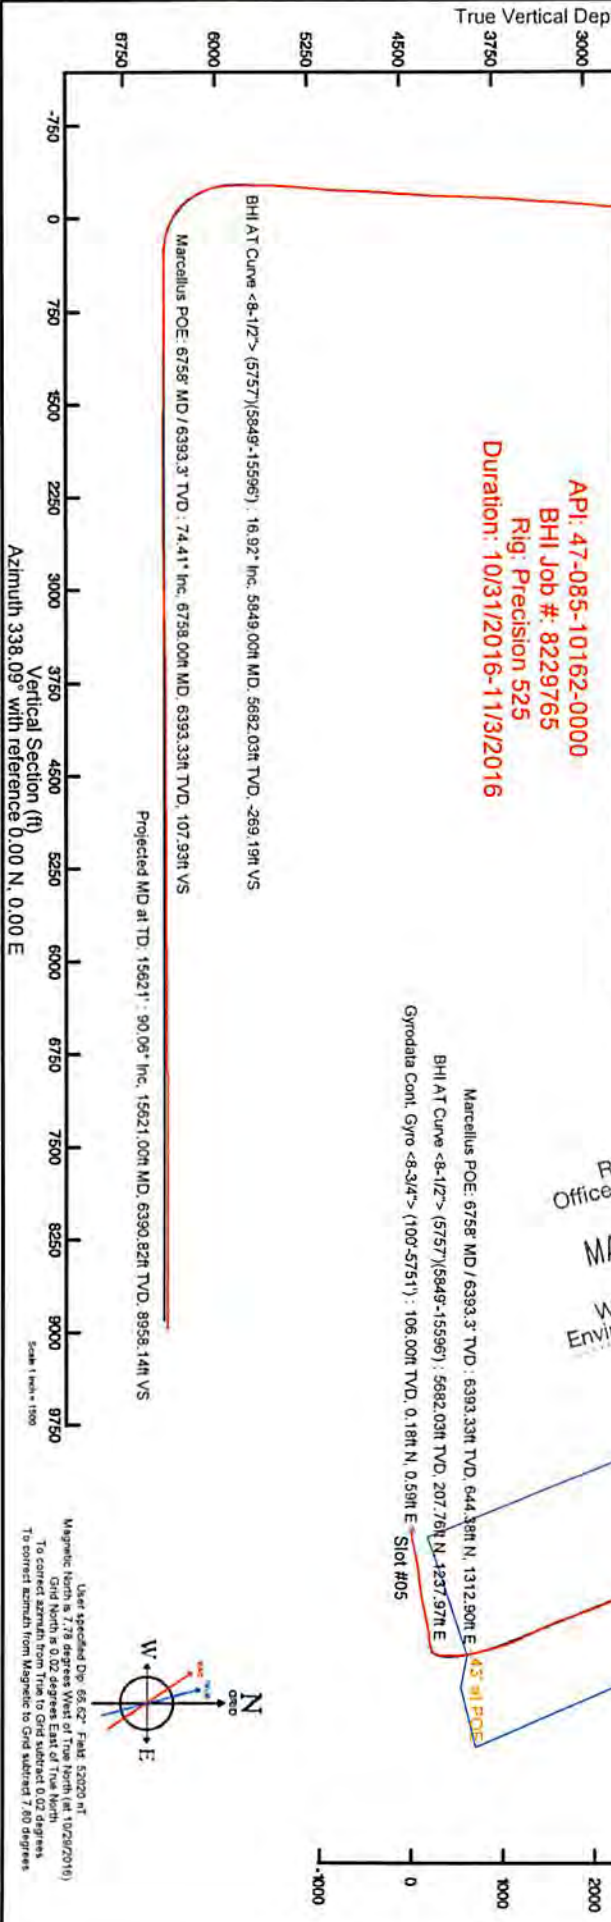 True Vertical Dep
6750
6000
5250
4500
3750
3000
-750
0
750
1500
2250
3000
3750
4500
5250
6000
6750
7500
8250
9000
9750
Vertical Section (ft)
Azimuth 338.09° with reference 0.00 N, 0.00 E
Scale 1 inch = 1500
API: 47-085-10162-0000
BHI Job #: 8229765
Rig: Precision 525
Duration: 10/31/2016-11/3/2016
BHI AT Curve <8-1/2"> (5757')(5849'-15596') : 16.92° Inc, 5849.00ft MD, 5682.03ft TVD, -269.19ft VS
Marcellus POE: 6758' MD / 6393.3' TVD : 74.41° Inc, 6758.00ft MD, 6393.33ft TVD, 107.93ft VS
Projected MD at TD: 15621' : 90.06° Inc, 15621.00ft MD, 6390.82ft TVD, 8958.14ft VS
Office
Envir
Marcellus POE: 6758' MD / 6393.3' TVD : 6393.33ft TVD, 644.38ft N, 1312.90ft E
43' at POE
BHI AT Curve <8-1/2"> (5757')(5849'-15596') : 5682.03ft TVD, 207.76ft N, 1237.97ft E
Gyrodata Cont. Gyro <8-3/4"> (100'-5751') : 106.00ft TVD, 0.18ft N, 0.59ft E
Slot #05
-1000
0
1000
2000
N
GRID
W
E
User specified Dip: 66.62° Field: 52020 nT
Magnetic North is 7.78 degrees West of True North (at 10/29/2016)
Grid North is 0.02 degrees East of True North
To correct azimuth from True to Grid subtract 0.02 degrees
To correct azimuth from Magnetic to Grid subtract 7.80 degrees